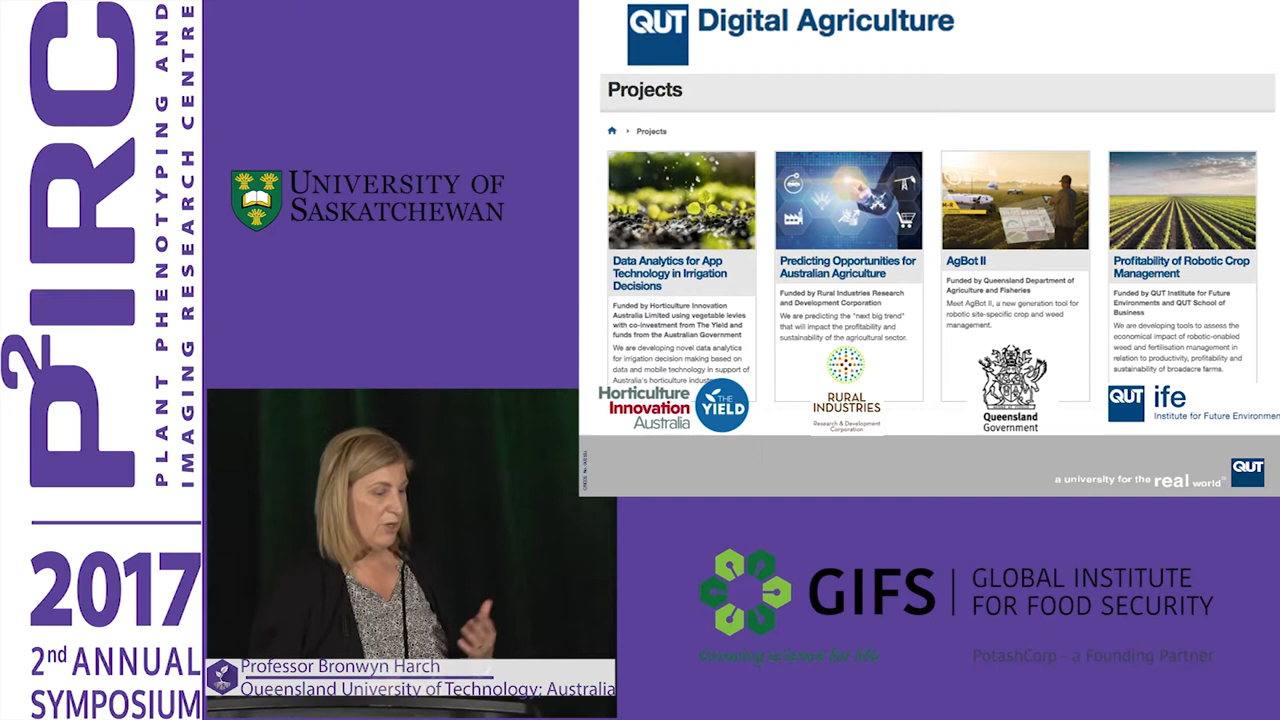 P2IRC
PLANT PHENOTYPING AND
IMAGING RESEARCH CENTRE
2017
2nd ANNUAL
SYMPOSIUM
UNIVERSITY OF
SASKATCHEWAN
QUT Digital Agriculture
Projects
› Projects
Data Analytics for App
Technology in Irrigation
Decisions
Funded by Horticulture Innovation
Australia Limited using vegetable levies
with co-investment from The Yield and
funds from the Australian Government
We are developing novel data analytics
for irrigation decision making based on
data and mobile technology in support of
Australia's horticulture
Horticulture
Innovation
Australia
THE
YIELD
Predicting Opportunities for
Australian Agriculture
Funded by Rural Industries Research
and Development Corporation
We are predicting the "next big trend"
that will impact the profitability and
sustainability of the agricultural sector.
RURAL
INDUSTRIES
Research & Development
Corporation
AgBot II
Funded by Queensland Department of
Agriculture and Fisheries
Meet AgBot II, a new generation tool for
robotic site-specific crop and weed
management.
Queensland
Government
Profitability of Robotic Crop
Management
Funded by QUT Institute for Future
Environments and QUT School of
Business
We are developing tools to assess the
economic impact of robotic-enabled
weed and fertilisation management in
relation to productivity, profitability and
sustainability of broadacre farms.
QUT ife
Institute for Future Environmen
a university for the real world
QUT
Professor Bronwyn Harch
Queensland University of Technology: Australia
GIFS
GLOBAL INSTITUTE
FOR FOOD SECURITY
Growing science for life
PotashCorp - a Founding Partner